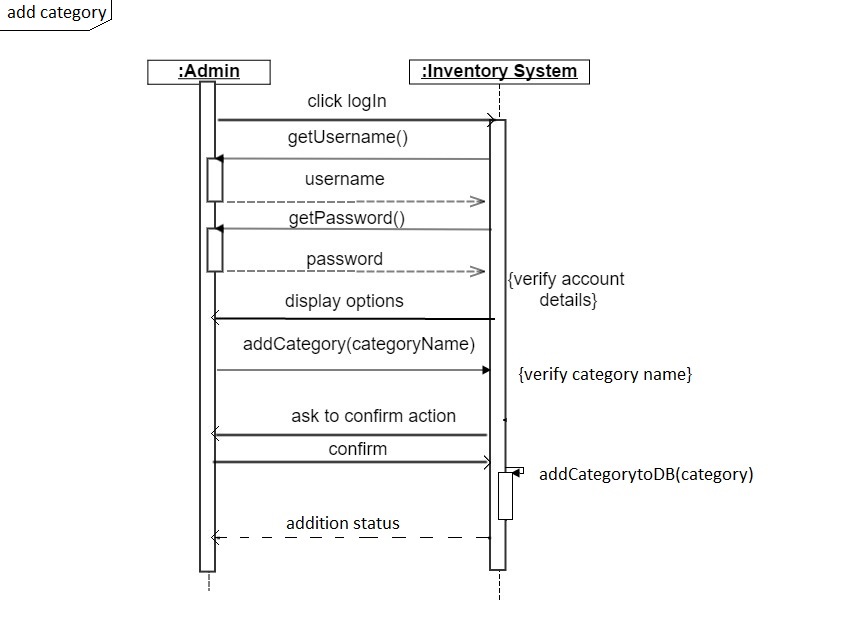 add category
:Admin
:Inventory System
click logIn
getUsername()
username
getPassword()
password
{verify account
details}
display options
addCategory(categoryName)
{verify category name}
ask to confirm action
confirm
addCategorytoDB(category)
addition status